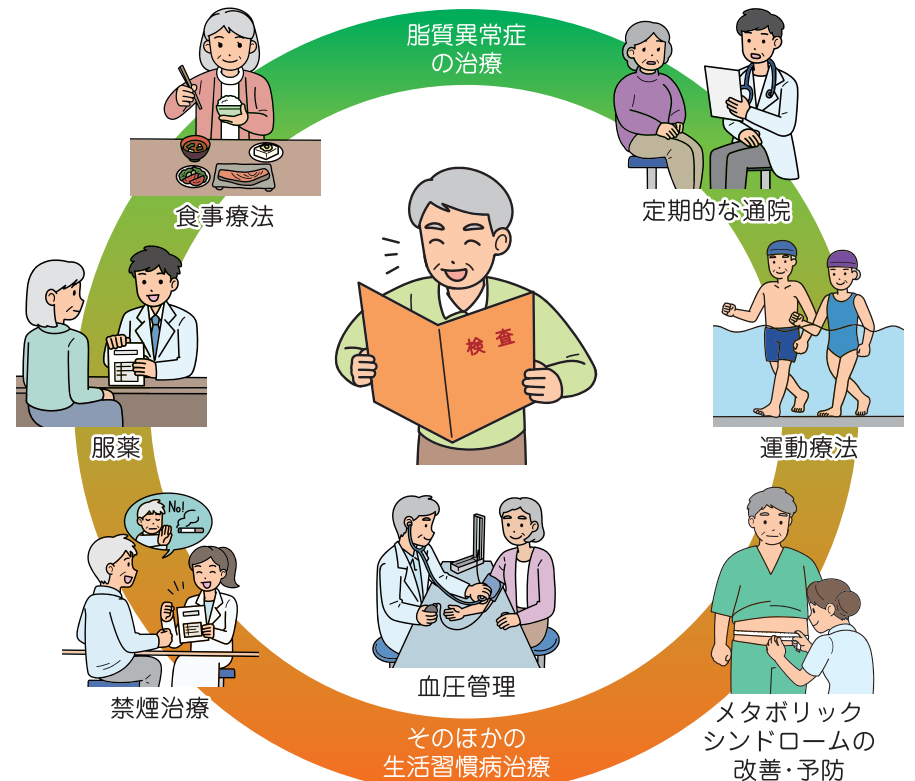 脂質異常症
の治療
食事療法
定期的な通院
検査
服薬
運動療法
No!
禁煙治療
血圧管理
メタボリック
シンドロームの
改善・予防
そのほかの
生活習慣病治療